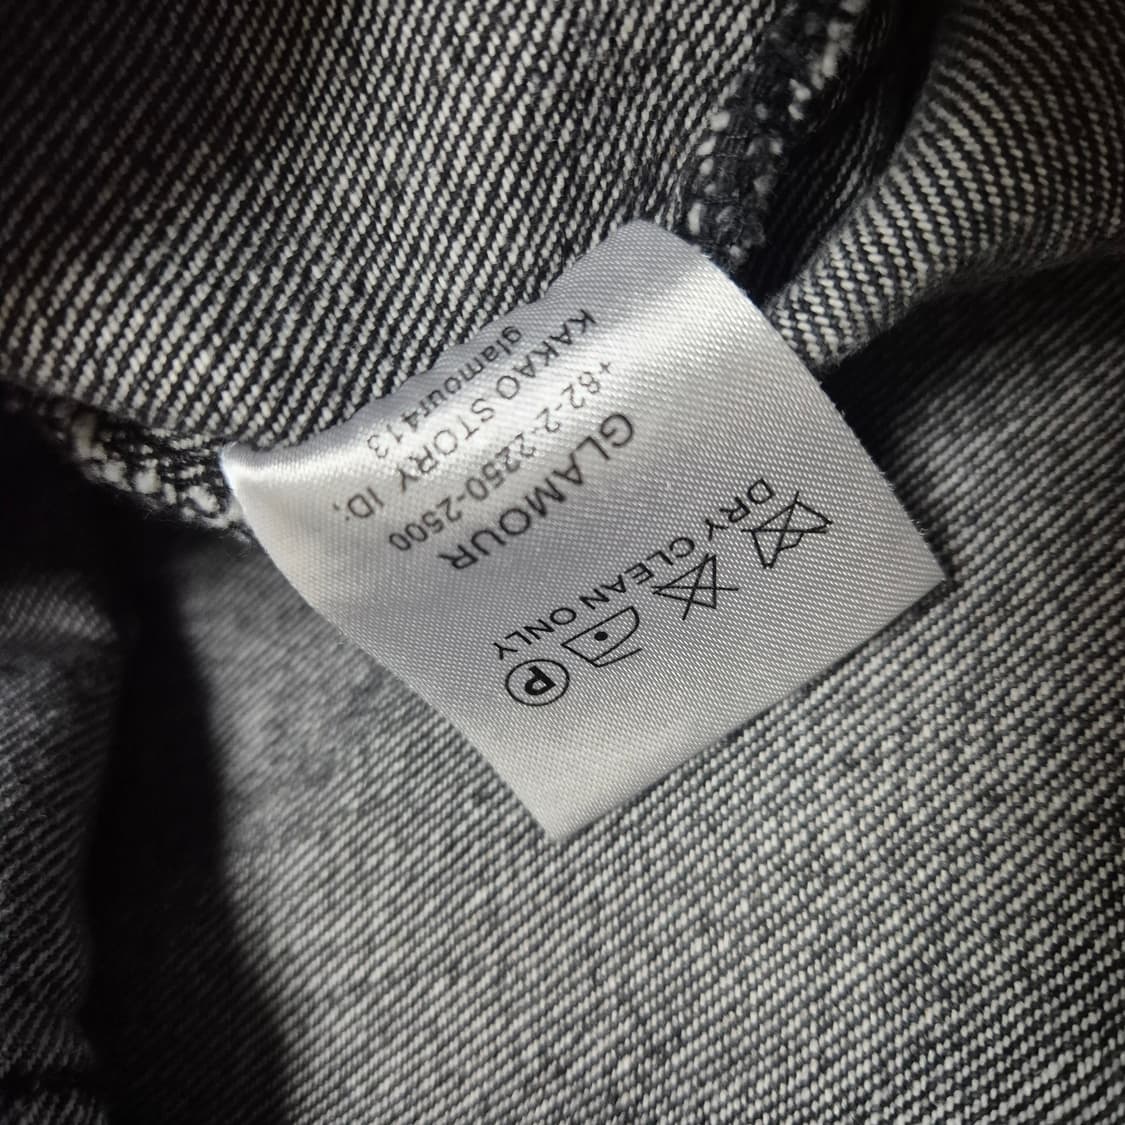 KAKAO STORY ID:
glamour413
+82-2-2250-2500
GLAMOUR
DRY CLEAN ONLY
P